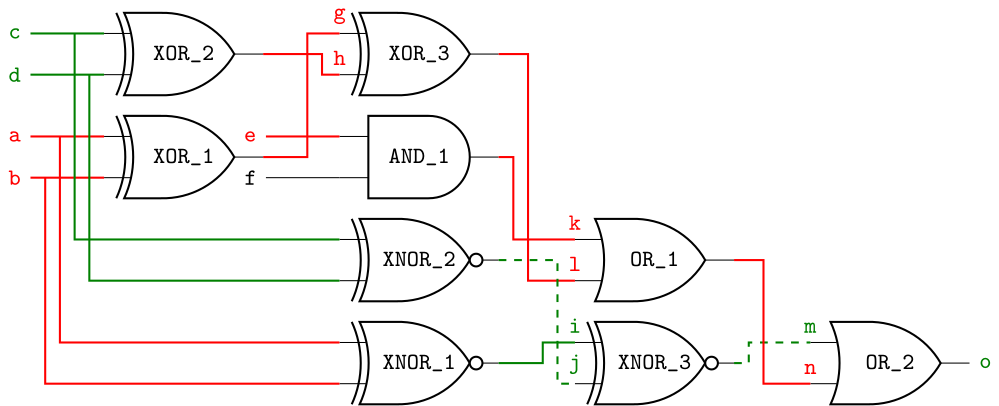 g
c
XOR_2
h
XOR_3
d
a
XOR_1
e
AND_1
b
f
k
XNOR_2
l
OR_1
i
m
XNOR_1
j
XNOR_3
n
OR_2
o